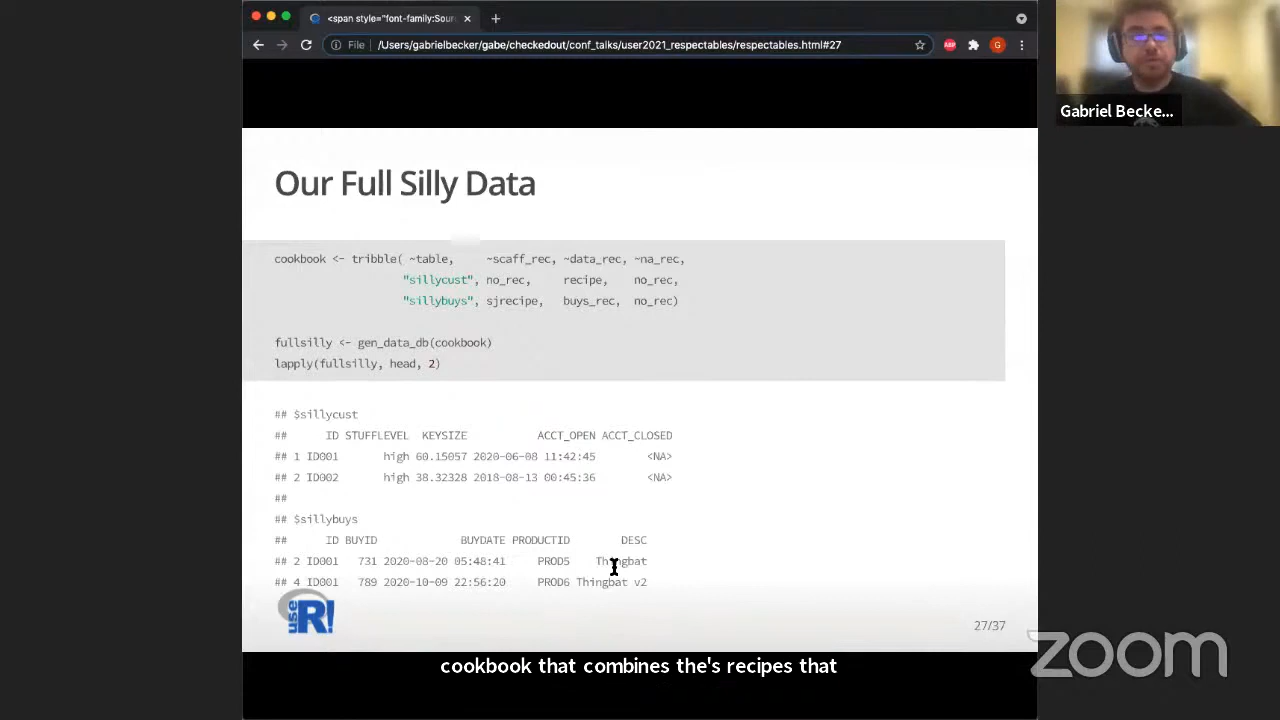 <span style="font-family:Sour
File
/Users/gabrielbecker/gabe/checkedout/conf_talks/user2021_respectables/respectables.html#27
ABP
G
Gabriel Becke...
Our Full Silly Data
cookbook <- tribble( ~table, ~scaff_rec, ~data_rec, ~na_rec,
"sillycust", no_rec, recipe, no_rec,
"sillybuys", sjrecipe, buys_rec, no_rec)
fullsilly <- gen_data_db(cookbook)
lapply(fullsilly, head, 2)
## $sillycust
## ID STUFFLEVEL KEYSIZE ACCT_OPEN ACCT_CLOSED
## 1 ID001 high 60.15057 2020-06-08 11:42:45 <NA>
## 2 ID002 high 38.32328 2018-08-13 00:45:36 <NA>
##
## $sillybuys
## ID BUYID BUYDATE PRODUCTID DESC
## 2 ID001 731 2020-08-20 05:48:41 PROD5 Thingbat
## 4 ID001 789 2020-10-09 22:56:20 PROD6 Thingbat v2
use R!
27/37
zoom
cookbook that combines the's recipes that